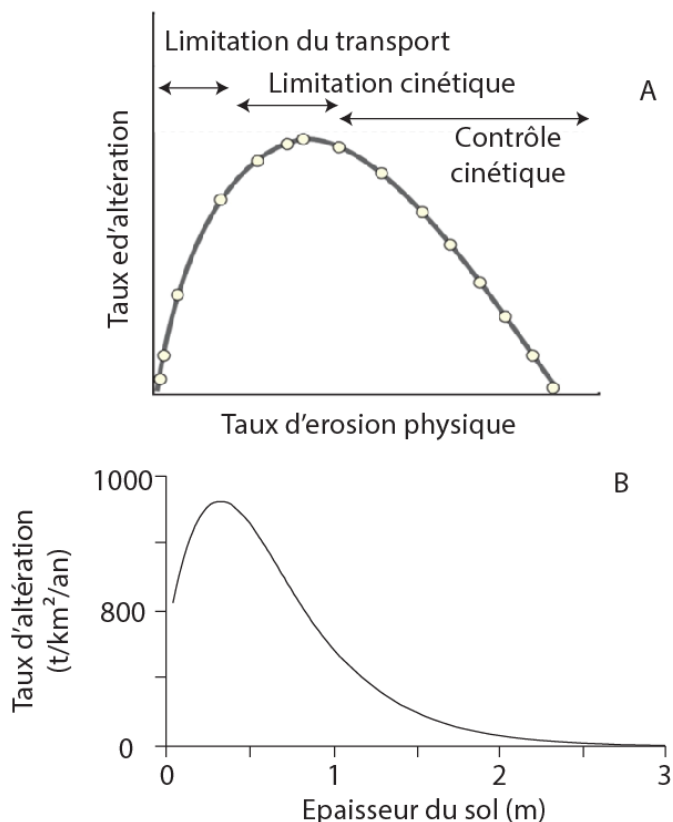 Limitation du transport
Limitation cinétique
A
Contrôle
cinétique
Taux ed'altération
Taux d'erosion physique
B
1000
800
0
Taux d'altération
(t/km²/an)
0
1
2
3
Epaisseur du sol (m)